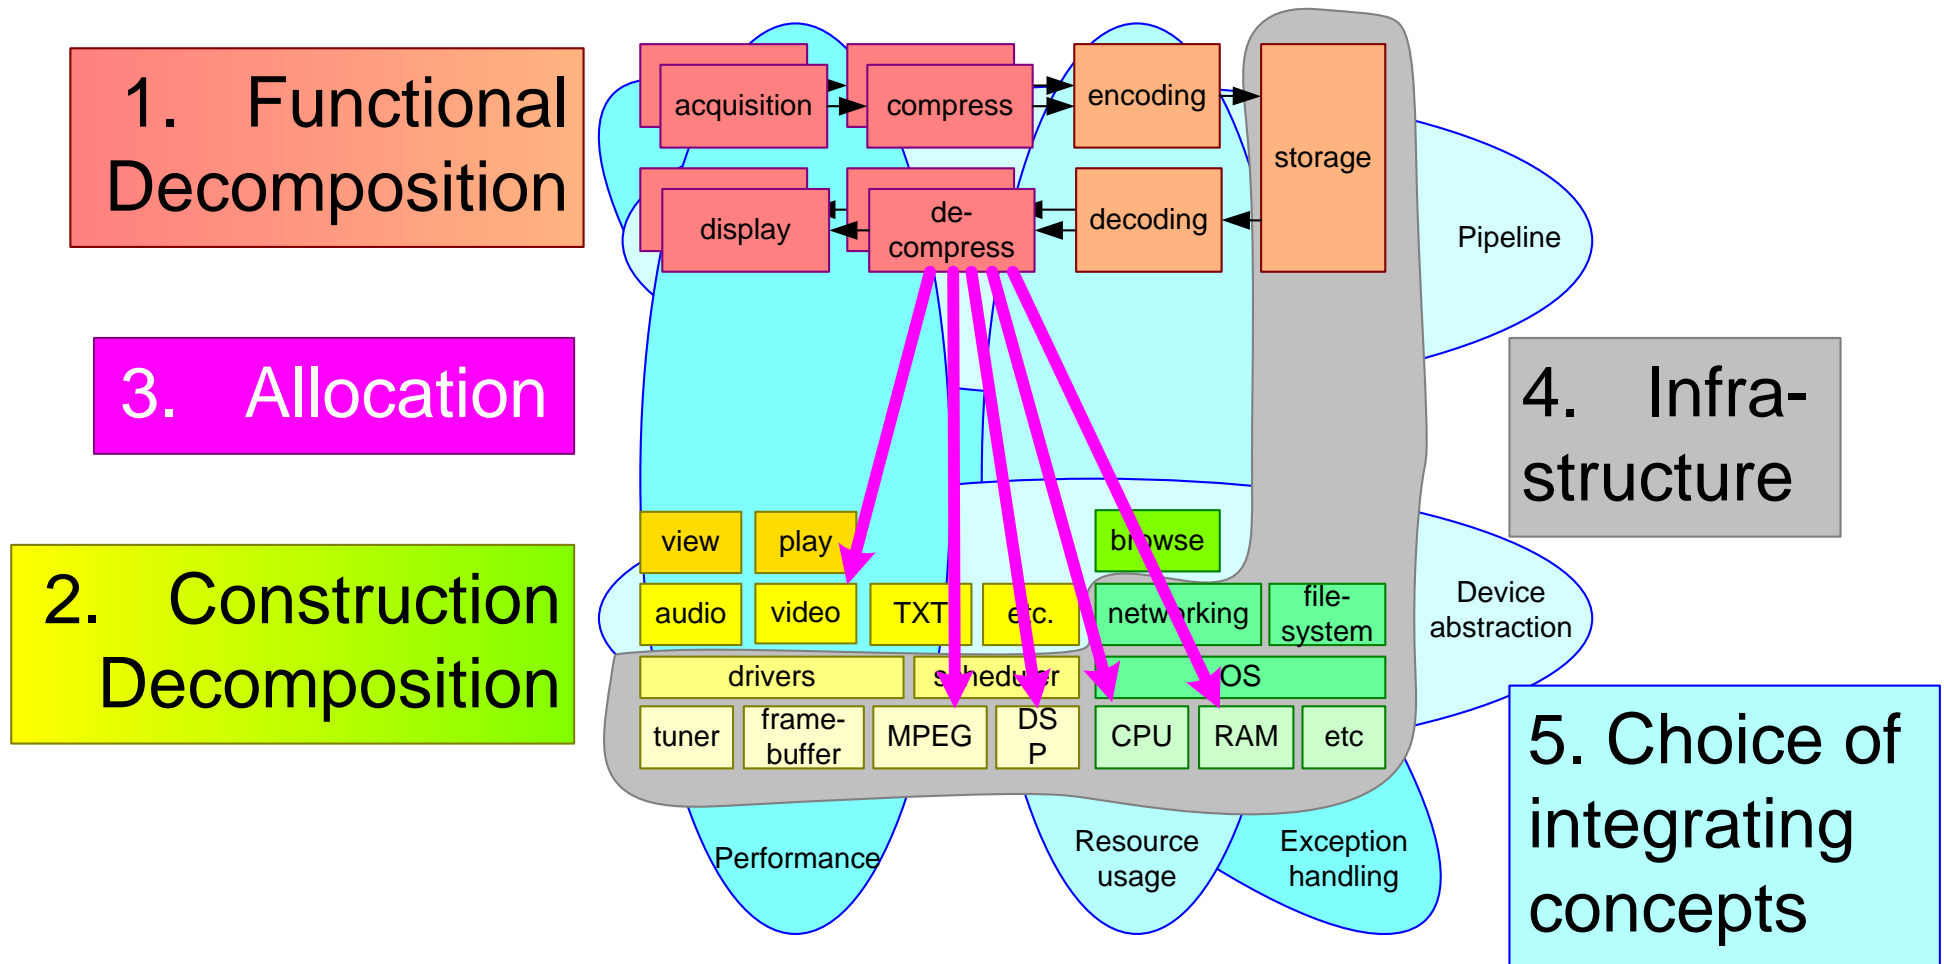 1. Functional
Decomposition
acquisition
compress
encoding
storage
display
de-
compress
decoding
Pipeline
3. Allocation
4. Infra-
structure
2. Construction
Decomposition
view
play
browse
audio
video
TXT
etc.
networking
file-
system
Device
abstraction
drivers
scheduler
OS
tuner
frame-
buffer
MPEG
DS
P
CPU
RAM
etc
5. Choice of
integrating
concepts
Performance
Resource
usage
Exception
handling